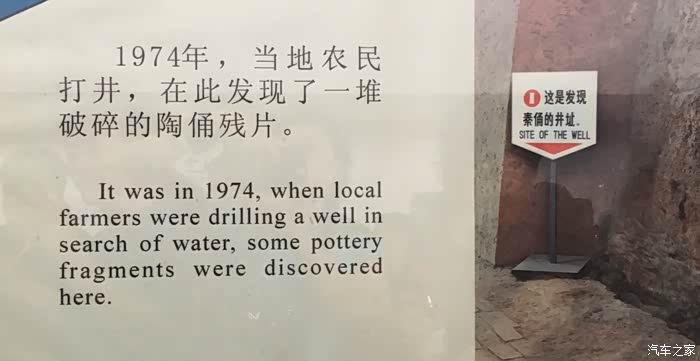 1974年，当地农民
打井，在此发现了一堆
破碎的陶俑残片。
It was in 1974, when local
farmers were drilling a well in
search of water, some pottery
fragments were discovered
here.
这是发现
秦俑的井址.
SITE OF THE WELL
汽车之家